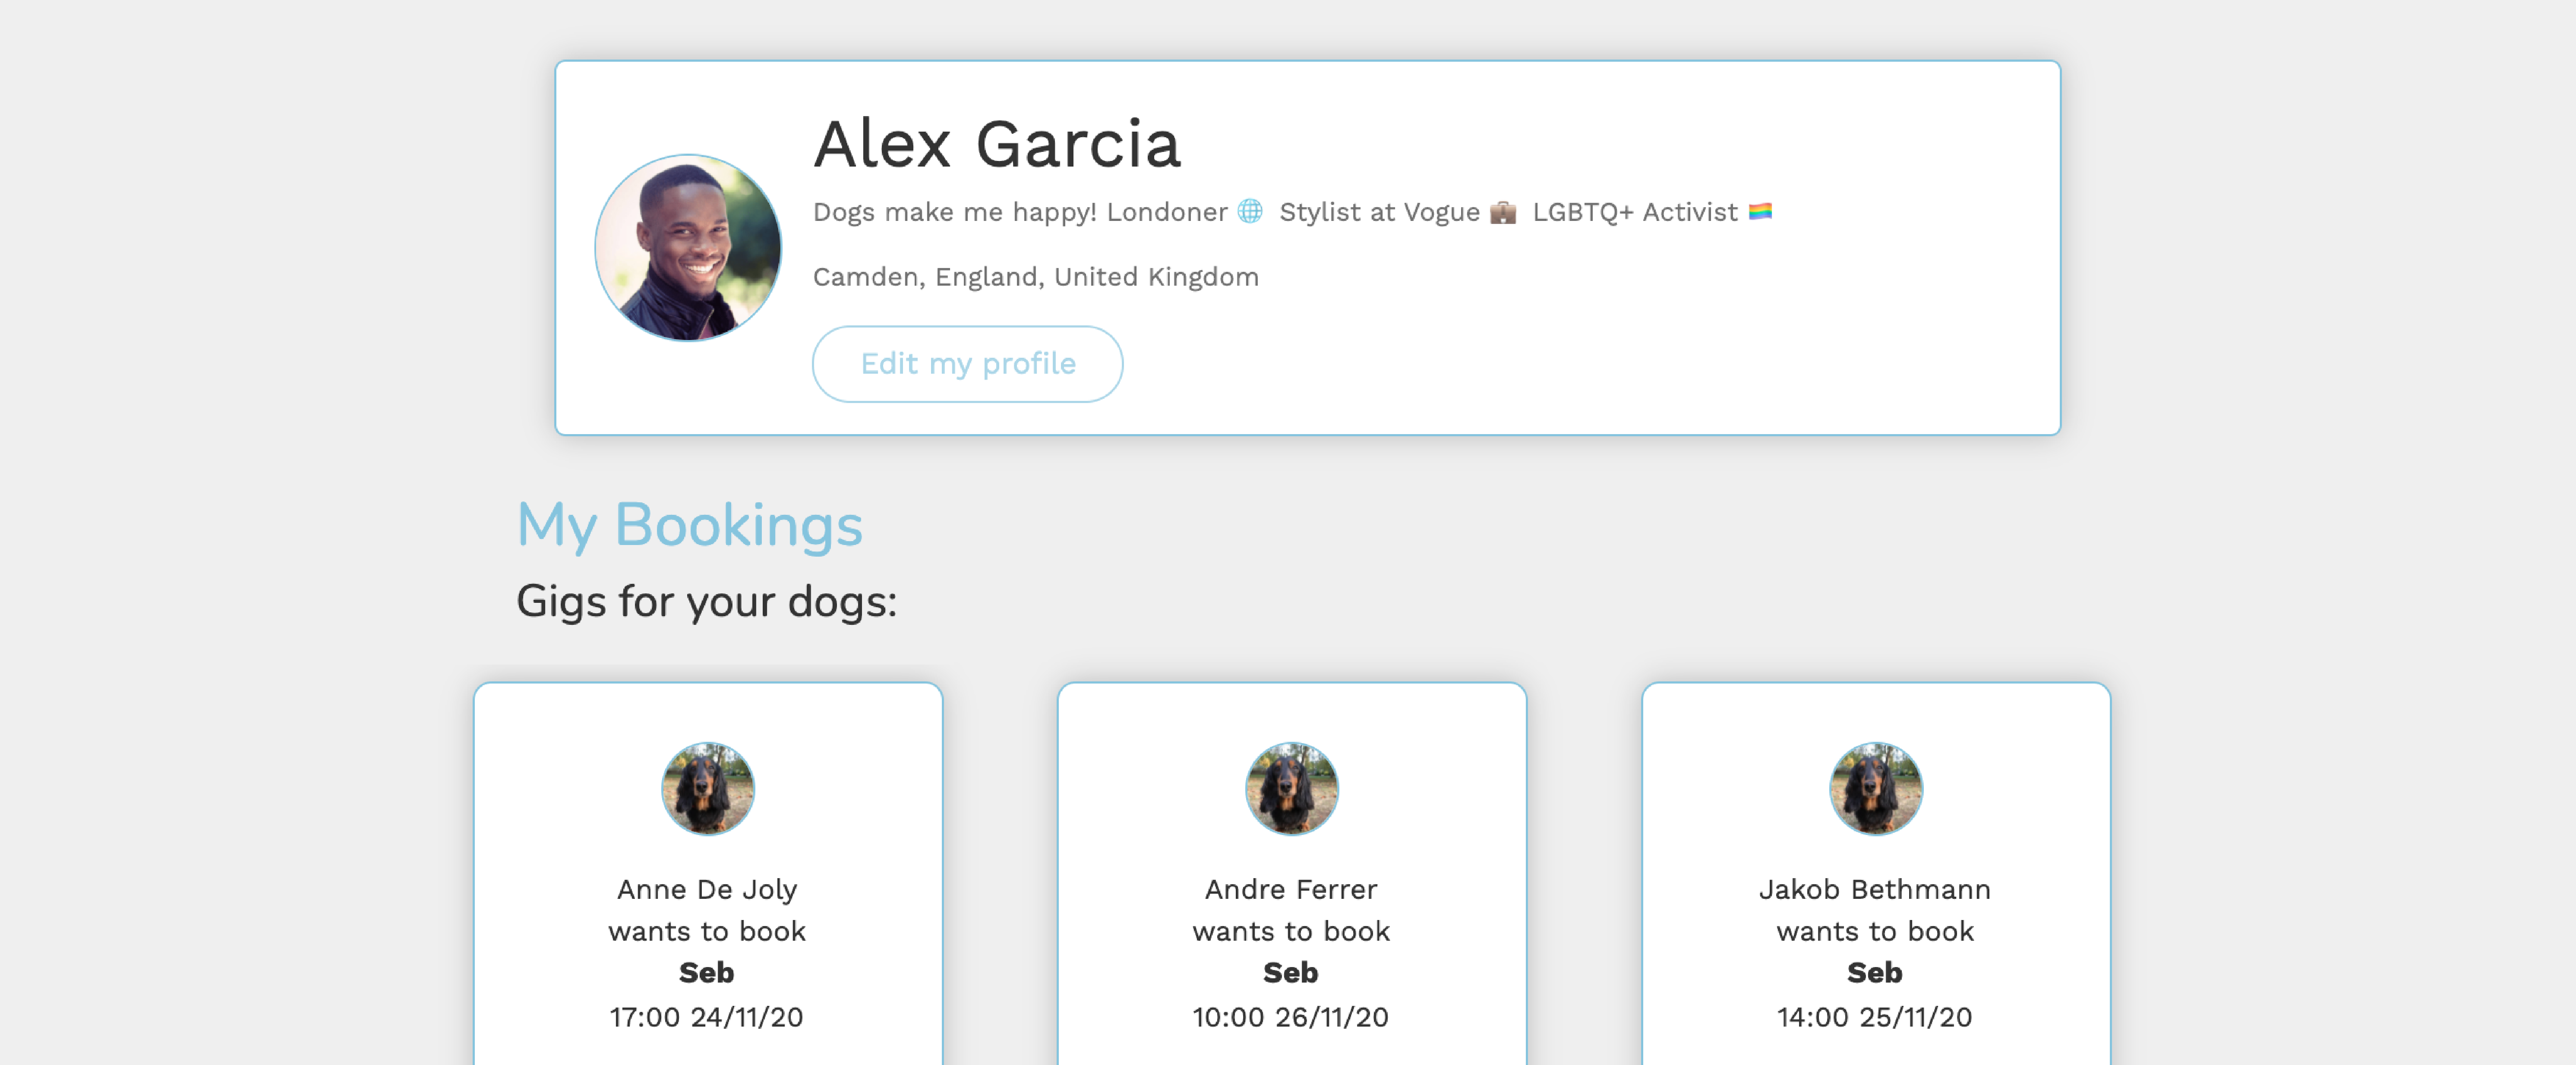 Alex Garcia
Dogs make me happy! Londoner 🌐 Stylist at Vogue 💼 LGBTQ+ Activist 🏳️‍🌈
Camden, England, United Kingdom
Edit my profile
My Bookings
Gigs for your dogs:
Anne De Joly
wants to book
Seb
17:00 24/11/20
Andre Ferrer
wants to book
Seb
10:00 26/11/20
Jakob Bethmann
wants to book
Seb
14:00 25/11/20